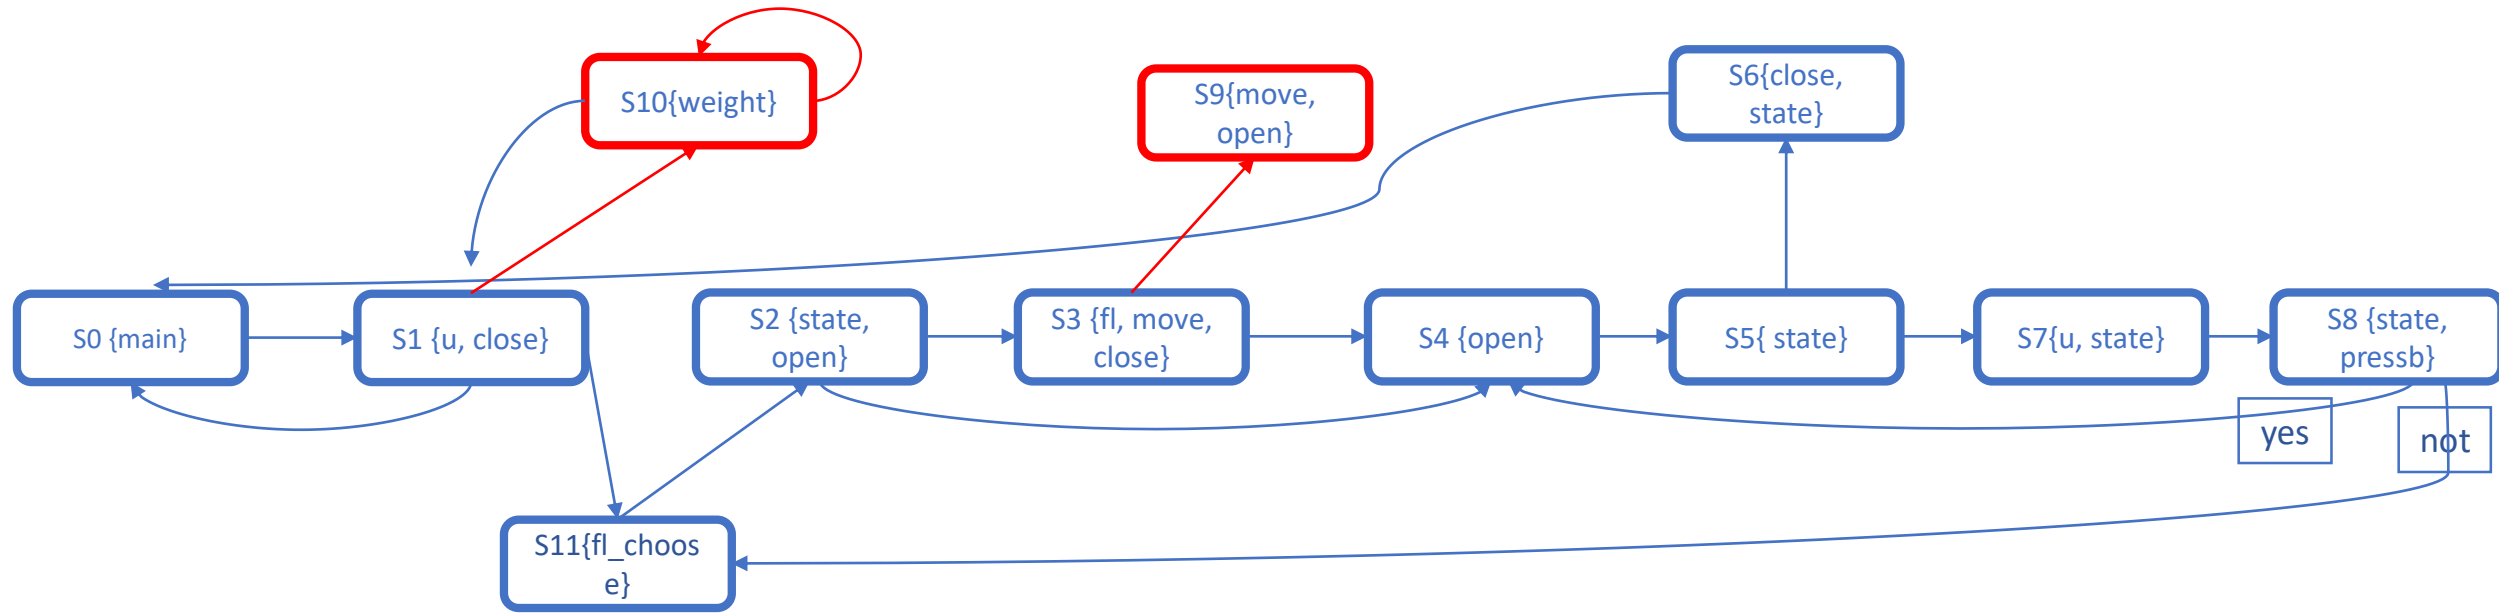 S10{weight}
S9{move,
open}
S6{close,
state}
S0 {main}
S1 {u, close}
S2 {state,
open}
S3 {fl, move,
close}
S4 {open}
S5{ state}
S7{u, state}
S8 {state,
pressb}
yes
not
S11{fl_choos
e}